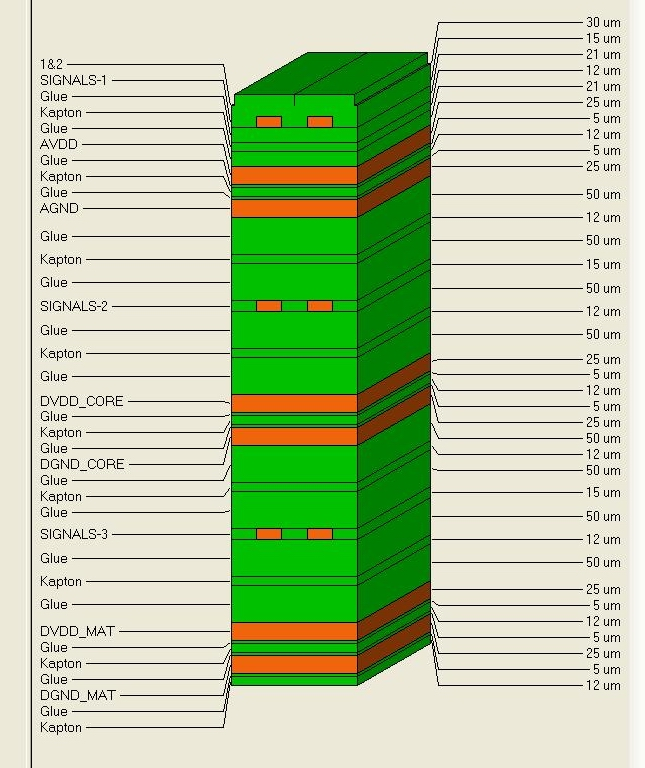 1&2
SIGNALS-1
Glue
Kapton
Glue
AVDD
Glue
Kapton
Glue
AGND
Glue
Kapton
Glue
SIGNALS-2
Glue
Kapton
Glue
DVDD_CORE
Glue
Kapton
Glue
DGND_CORE
Glue
Kapton
Glue
SIGNALS-3
Glue
Kapton
Glue
DVDD_MAT
Glue
Kapton
Glue
DGND_MAT
Glue
Kapton
30 um
15 um
21 um
12 um
21 um
25 um
5 um
12 um
5 um
25 um
50 um
12 um
50 um
15 um
50 um
12 um
50 um
25 um
5 um
12 um
5 um
25 um
50 um
12 um
50 um
15 um
50 um
12 um
50 um
25 um
5 um
12 um
5 um
25 um
5 um
12 um